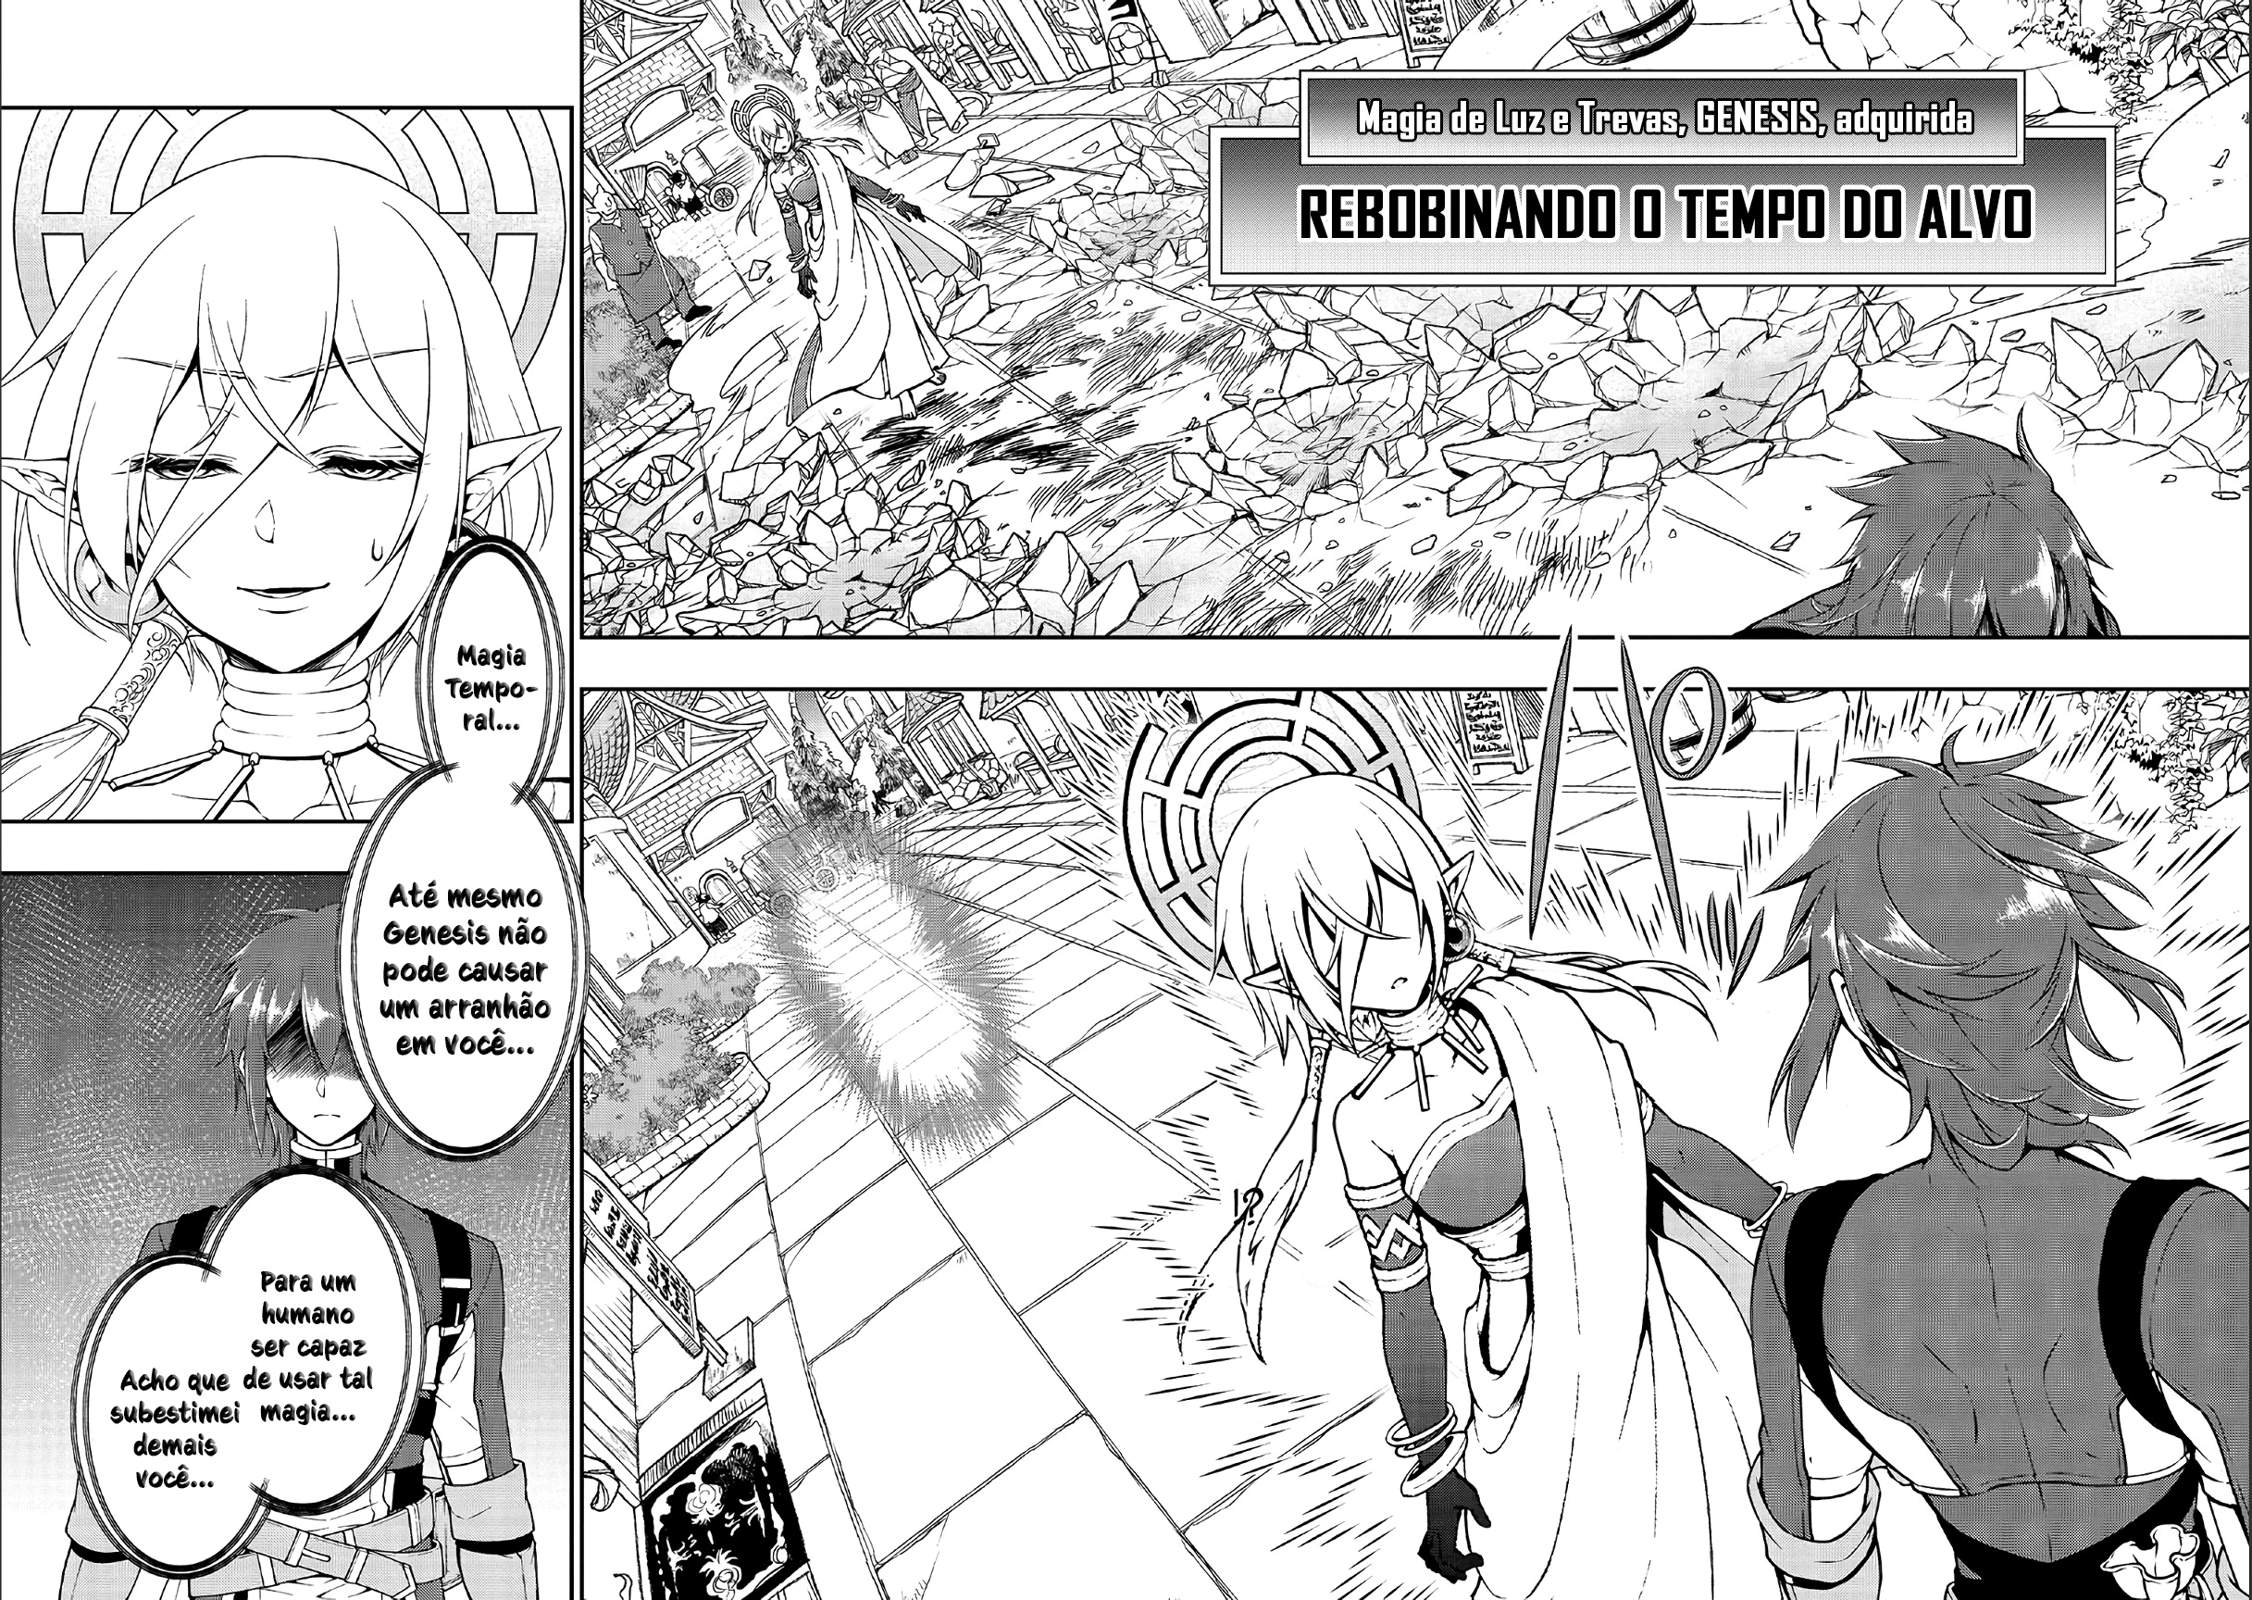 Magia de Luz e Trevas, GENESIS, adquirida
REBOBINANDO O TEMPO DO ALVO
!?
Magia
Tempo-
ral...
Até mesmo
Genesis não
pode causar
um arranhão
em você...
Para um
humano
ser capaz
de usar tal
magia...
Acho que
subestimei
demais
você...